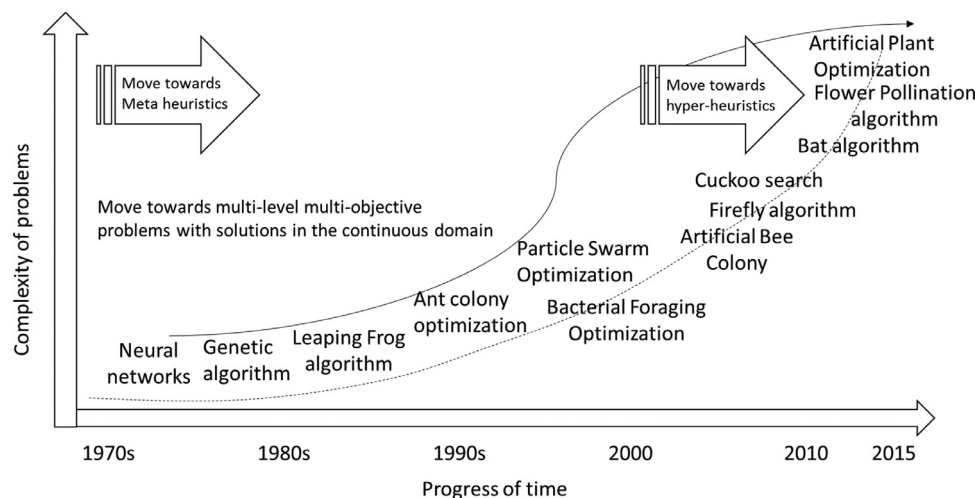 Move towards
Meta heuristics
Move towards
hyper-heuristics
Artificial Plant
Optimization
Flower Pollination
algorithm
Bat algorithm
Cuckoo search
Firefly algorithm
Artificial Bee
Colony
Move towards multi-level multi-objective
problems with solutions in the continuous domain
Particle Swarm
Optimization
Ant colony
optimization
Bacterial Foraging
Optimization
Leaping Frog
algorithm
Genetic
algorithm
Neural
networks
Complexity of problems
1970s
1980s
1990s
2000
2010
2015
Progress of time